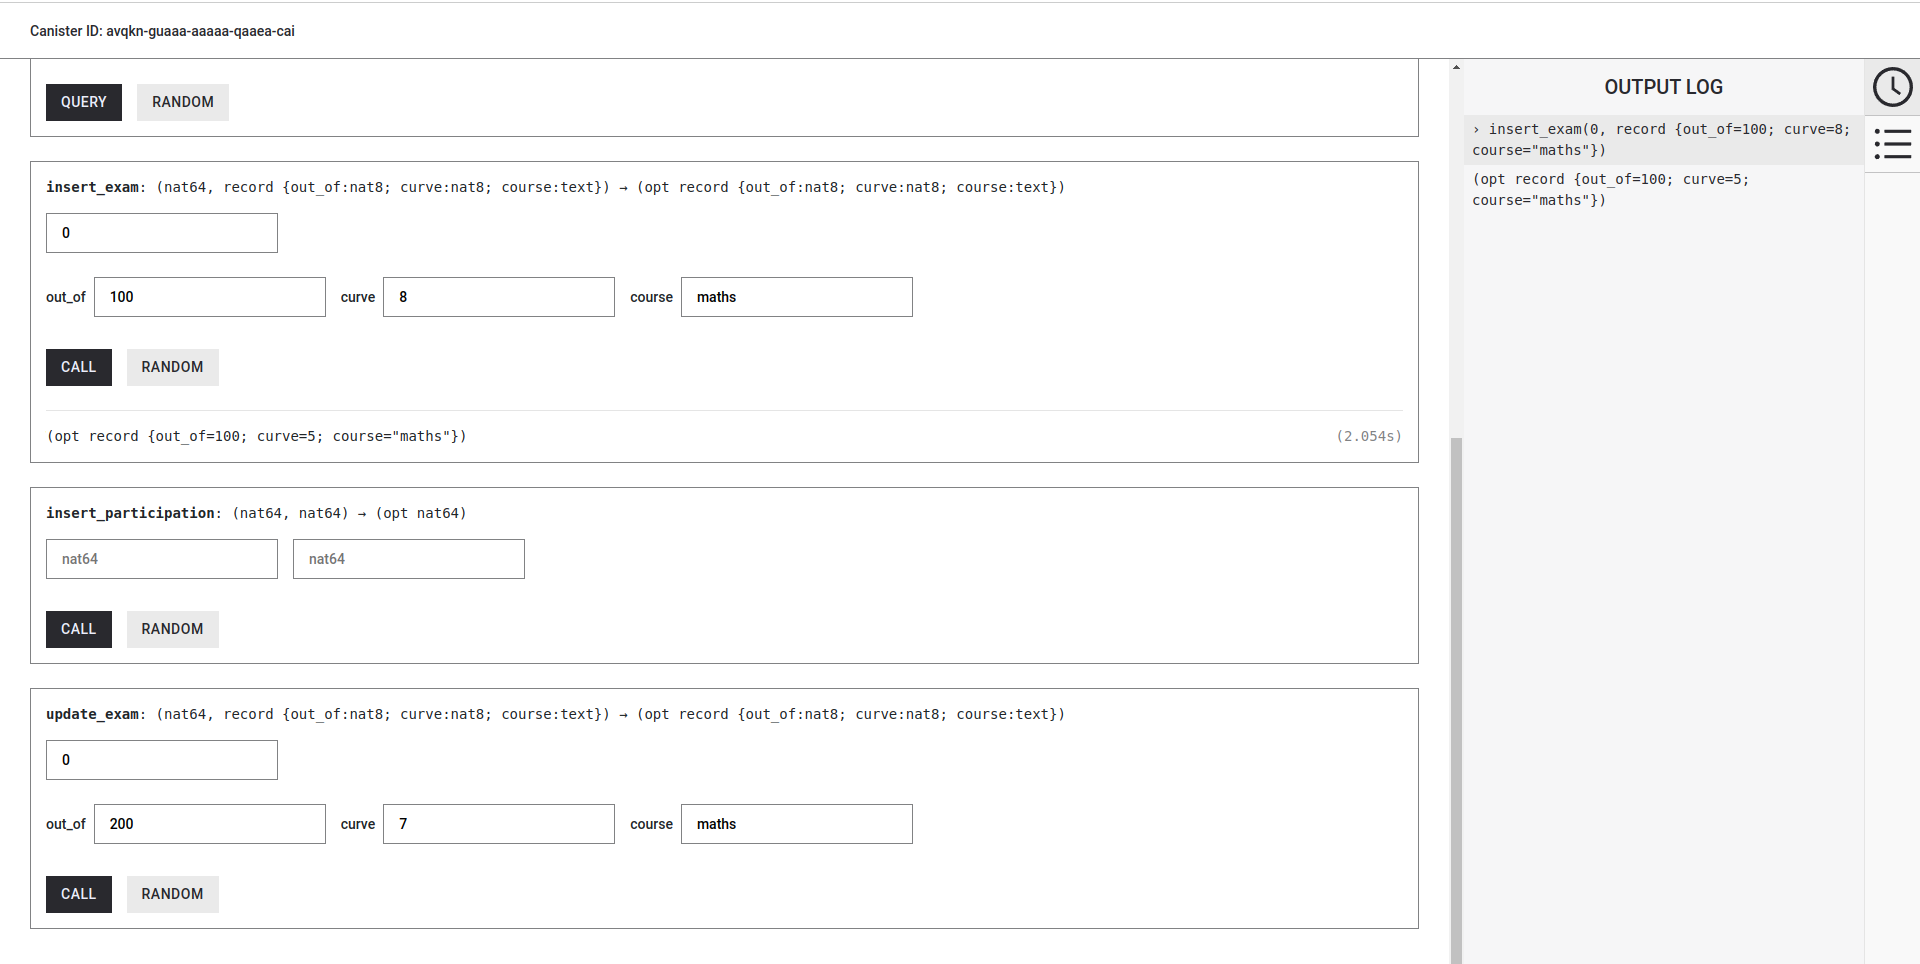 Canister ID: avqkn-guaaa-aaaaa-qaaea-cai
QUERY RANDOM
insert_exam: (nat64, record {out_of:nat8; curve:nat8; course:text}) → (opt record {out_of:nat8; curve:nat8; course:text})
0
out_of 100 curve 8 course maths
CALL RANDOM
(opt record {out_of=100; curve=5; course="maths"}) (2.054s)
insert_participation: (nat64, nat64) → (opt nat64)
nat64 nat64
CALL RANDOM
update_exam: (nat64, record {out_of:nat8; curve:nat8; course:text}) → (opt record {out_of:nat8; curve:nat8; course:text})
0
out_of 200 curve 7 course maths
CALL RANDOM
OUTPUT LOG
› insert_exam(0, record {out_of=100; curve=8;
course="maths"})
(opt record {out_of=100; curve=5;
course="maths"})